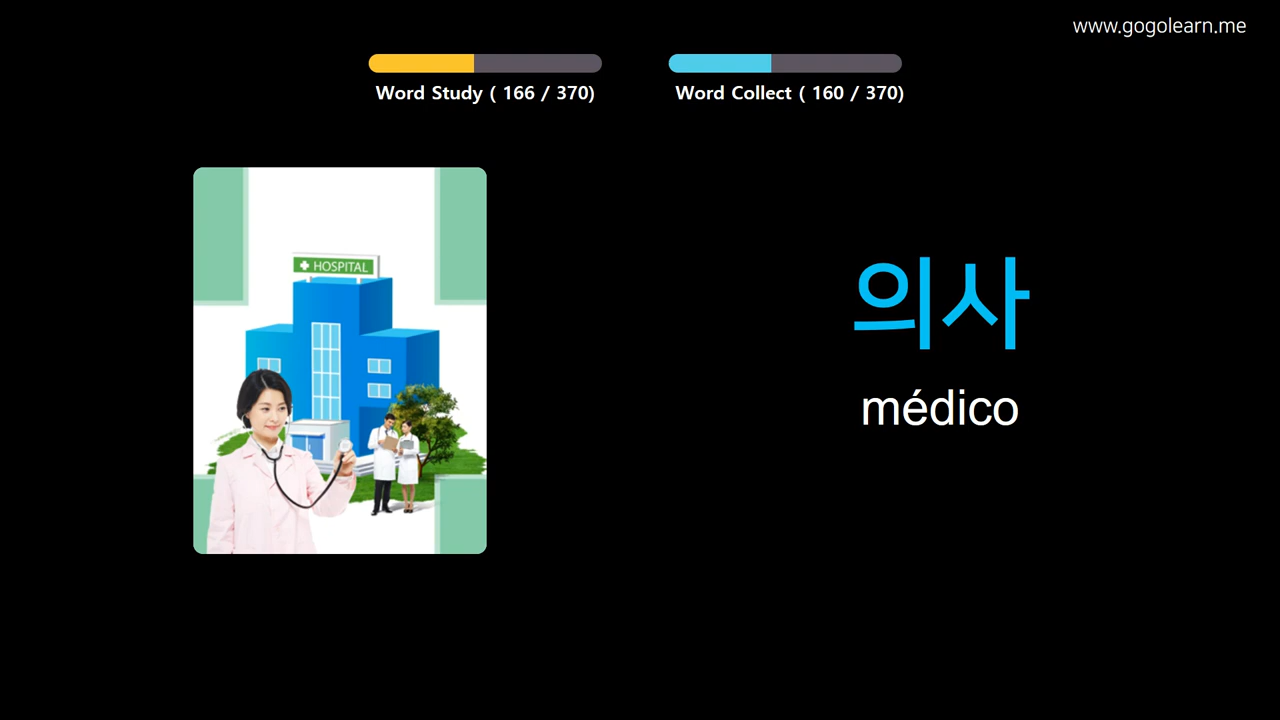 www.gogolearn.me
Word Study ( 166 / 370)
Word Collect ( 160 / 370)
HOSPITAL
의사
médico